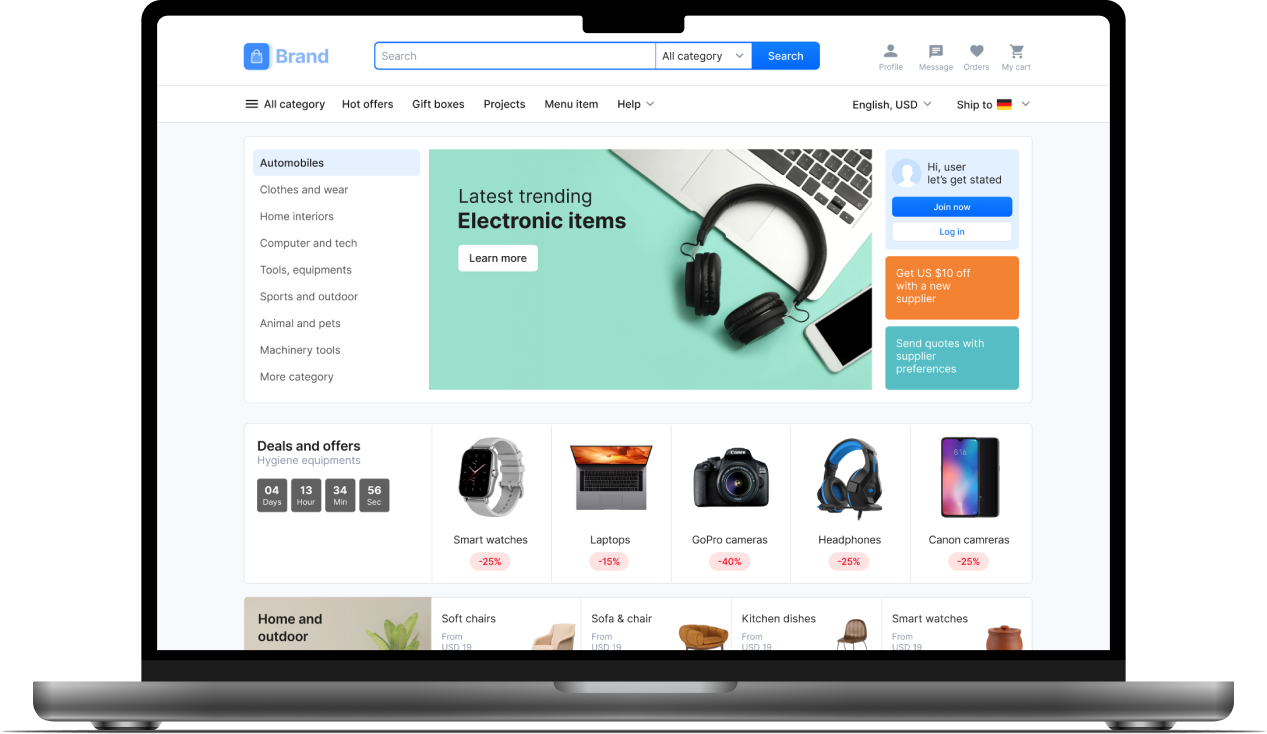 Brand
Search
All category
Search
Profile
Message
Orders
My cart
All category
Hot offers
Gift boxes
Projects
Menu item
Help
English, USD
Ship to
Automobiles
Clothes and wear
Home interiors
Computer and tech
Tools, equipments
Sports and outdoor
Animal and pets
Machinery tools
More category
Latest trending
Electronic items
Learn more
Hi, user
let's get stated
Join now
Log in
Get US $10 off
with a new
supplier
Send quotes with
supplier
preferences
Deals and offers
Hygiene equipments
04
Days
13
Hour
34
Min
56
Sec
Smart watches
-25%
Laptops
-15%
Canon
GoPro cameras
-40%
Headphones
-25%
8:16
Canon camreras
-25%
Home and
outdoor
Soft chairs
From
USD 19
Sofa & chair
From
USD 19
Kitchen dishes
From
USD 19
Smart watches
From
USD 19